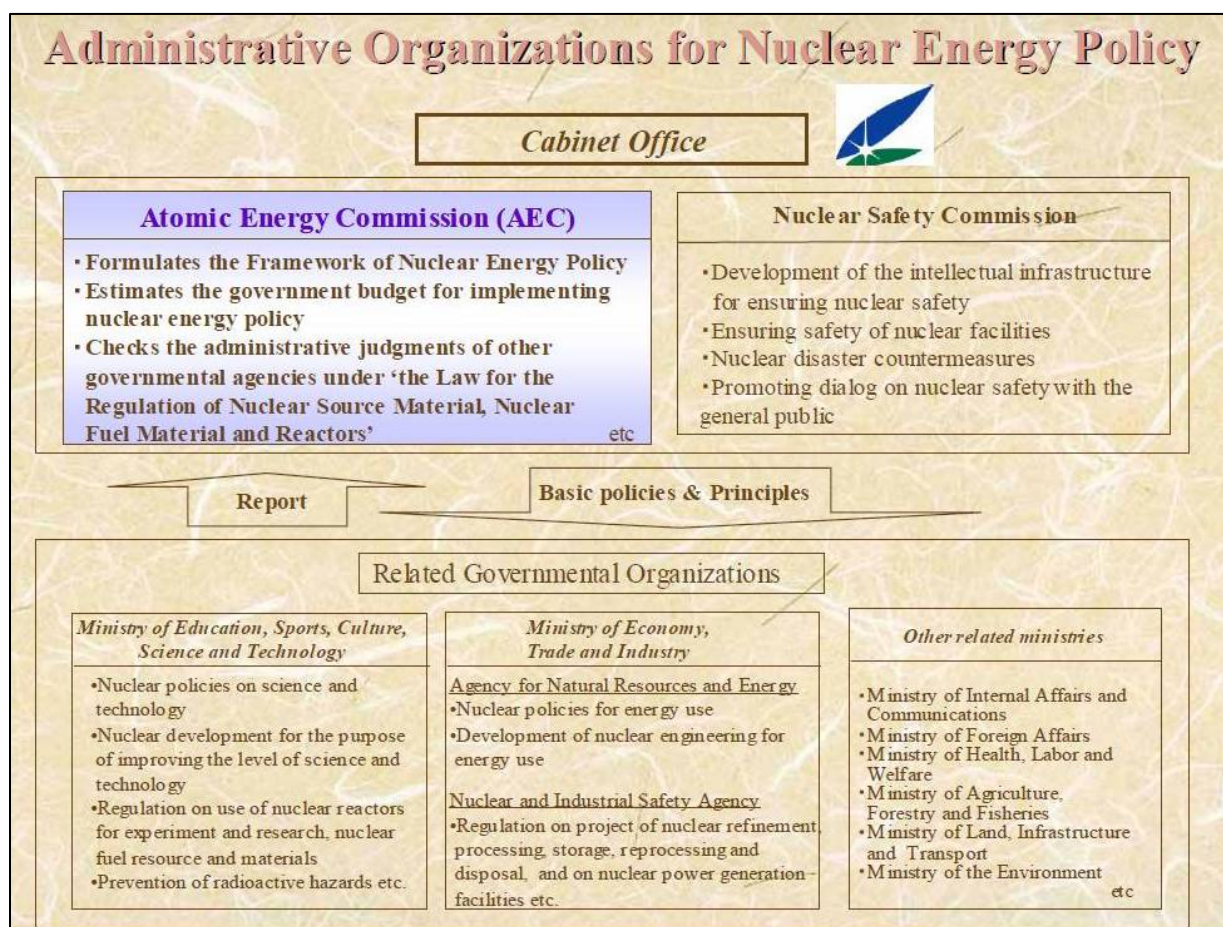 Administrative Organizations for Nuclear Energy Policy
Cabinet Office
Atomic Energy Commission (AEC)
・Formulates the Framework of Nuclear Energy Policy
・Estimates the government budget for implementing
nuclear energy policy
・Checks the administrative judgments of other
governmental agencies under ‘the Law for the
Regulation of Nuclear Source Material, Nuclear
Fuel Material and Reactors’
etc
Nuclear Safety Commission
•Development of the intellectual infrastructure
for ensuring nuclear safety
•Ensuring safety of nuclear facilities
•Nuclear disaster countermeasures
•Promoting dialog on nuclear safety with the
general public
Report
Basic policies & Principles
Related Governmental Organizations
Ministry of Education, Sports, Culture,
Science and Technology
•Nuclear policies on science and
technology
•Nuclear development for the purpose
of improving the level of science and
technology
•Regulation on use of nuclear reactors
for experiment and research, nuclear
fuel resource and materials
•Prevention of radioactive hazards etc.
Ministry of Economy,
Trade and Industry
Agency for Natural Resources and Energy
•Nuclear policies for energy use
•Development of nuclear engineering for
energy use
Nuclear and Industrial Safety Agency
•Regulation on project of nuclear refinement,
processing, storage, reprocessing and
disposal, and on nuclear power generation
facilities etc.
Other related ministries
•Ministry of Internal Affairs and
Communications
•Ministry of Foreign Affairs
•Ministry of Health, Labor and
Welfare
•Ministry of Agriculture,
Forestry and Fisheries
•Ministry of Land, Infrastructure
and Transport
•Ministry of the Environment
etc